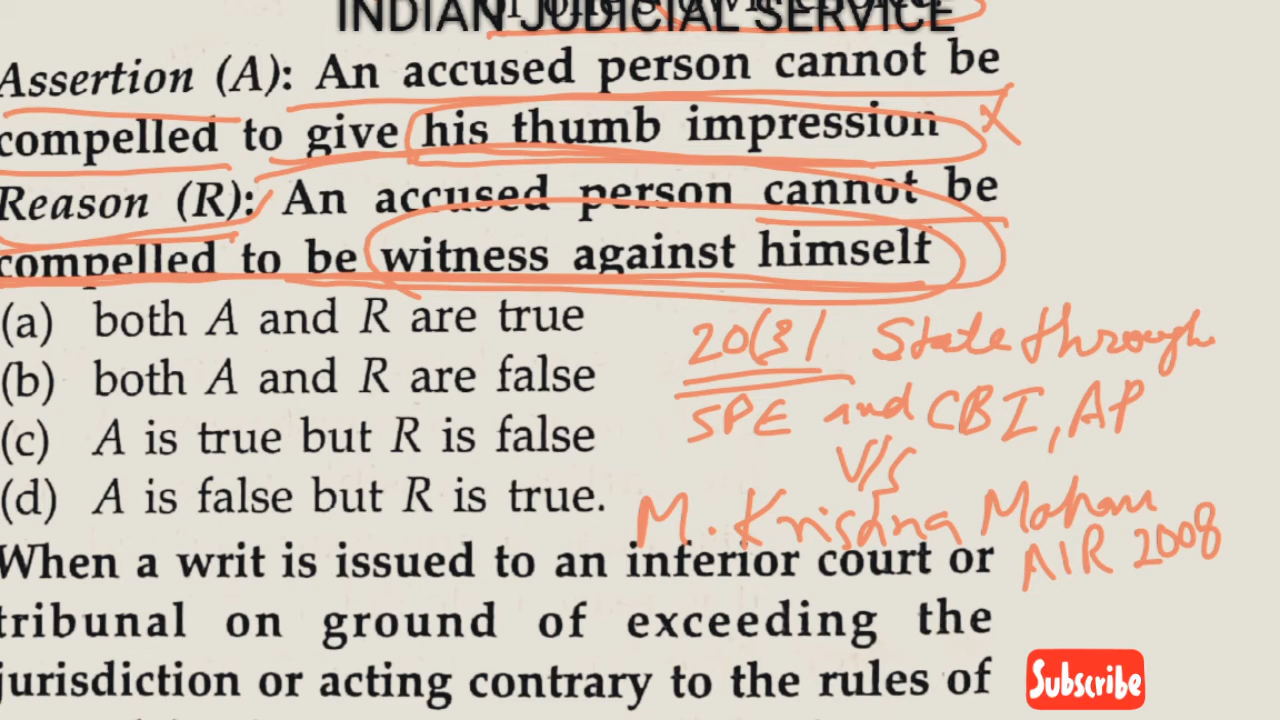 INDIAN JUDICIAL SERVICE
Assertion (A): An accused person cannot be
compelled to give his thumb impression
Reason (R): An accused person cannot be
compelled to be witness against himself
(a) both A and R are true
(b) both A and R are false
(c) A is true but R is false
(d) A is false but R is true.
20(3) State through
SPE and CBI, AP
V/S
M. Krishna Mohan
AIR 2008
When a writ is issued to an inferior court or
tribunal on ground of exceeding the
jurisdiction or acting contrary to the rules of
Subscribe